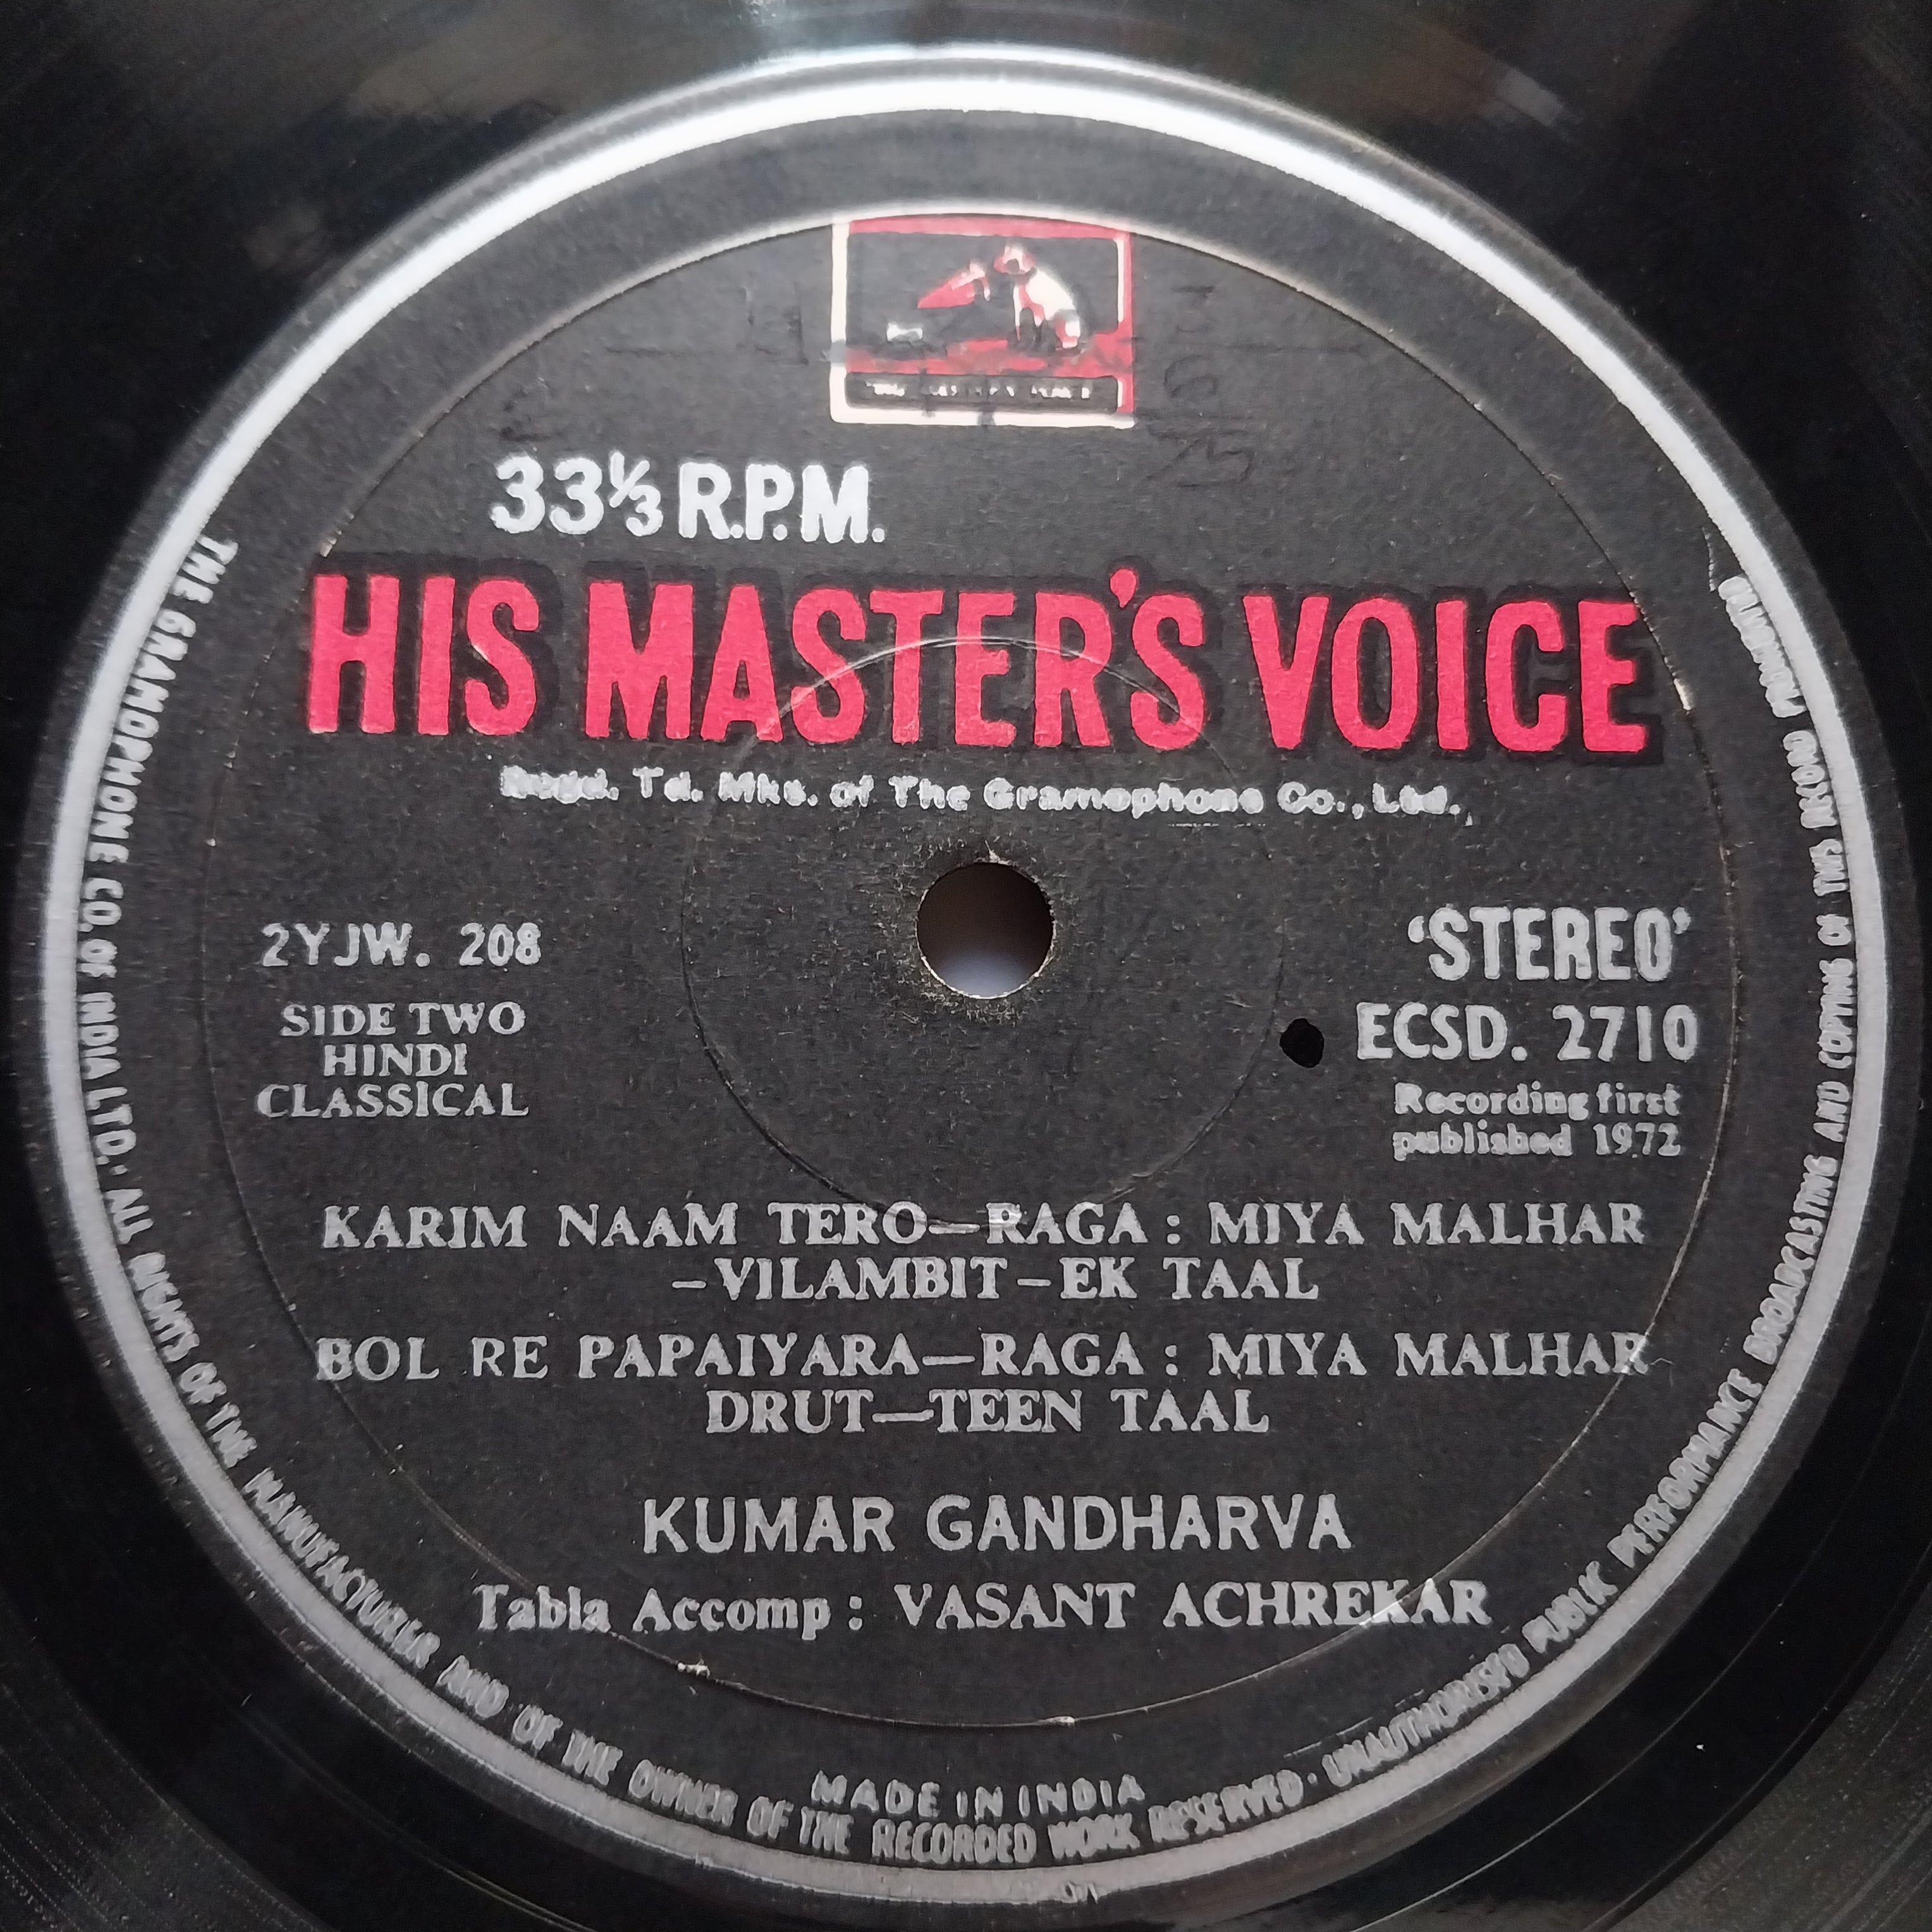 33⅓ R.P.M.
HIS MASTER'S VOICE
Regd. Td. Mks. of The Gramophone Co., Ltd.,
2YJW. 208
SIDE TWO
HINDI
CLASSICAL
'STEREO'
ECSD. 2710
Recording first
published 1972
KARIM NAAM TERO—RAGA : MIYA MALHAR
–VILAMBIT–EK TAAL
BOL RE PAPAIYARA—RAGA : MIYA MALHAR
DRUT—TEEN TAAL
KUMAR GANDHARVA
Tabla Accomp : VASANT ACHREKAR
MADE IN INDIA
THE GRAMOPHONE CO. OF INDIA LTD. · ALL RIGHTS OF THE MANUFACTURER AND OF THE OWNER OF THE RECORDED WORK RESERVED · UNAUTHORISED PUBLIC PERFORMANCE BROADCASTING AND COPYING OF THIS RECORD PROHIBITED